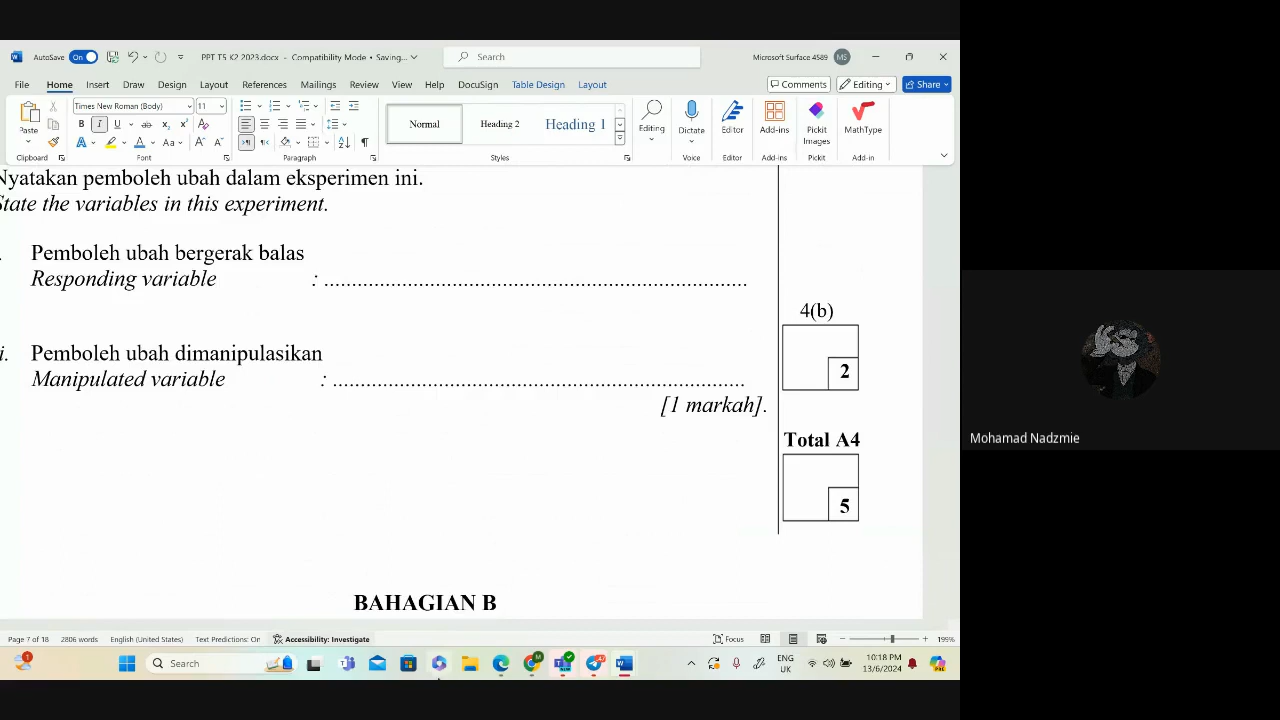 AutoSave On PPT T5 K2 2023.docx - Compatibility Mode • Saving... Search Microsoft Surface 4589 MS
File Home Insert Draw Design Layout References Mailings Review View Help DocuSign Table Design Layout Comments Editing Share
Times New Roman (Body) 11
Paste
B I U ab x₂ x² A
A A Aa A A
Normal Heading 2 Heading 1
Editing Dictate Editor Add-ins Pickit Images MathType
Clipboard Font Paragraph Styles Voice Editor Add-ins Pickit Add-in
Nyatakan pemboleh ubah dalam eksperimen ini.
State the variables in this experiment.
Pemboleh ubah bergerak balas
Responding variable : ............................................................................
4(b)
2
i. Pemboleh ubah dimanipulasikan
Manipulated variable : ..........................................................................
[1 markah].
Total A4
5
BAHAGIAN B
Mohamad Nadzmie
Page 7 of 18 2806 words English (United States) Text Predictions: On Accessibility: Investigate Focus 199%
Search ENG UK 10:18 PM 13/6/2024